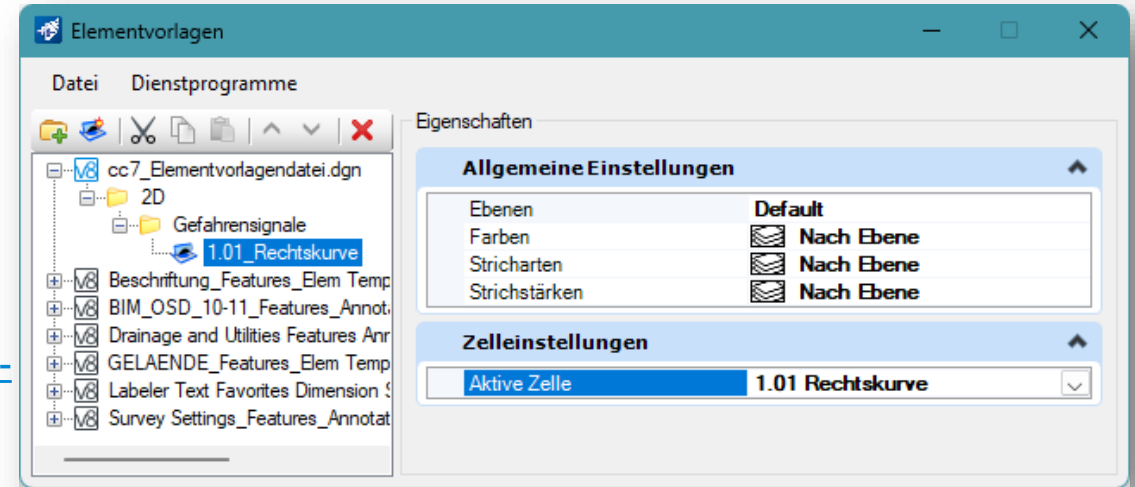 Elementvorlagen
Datei Dienstprogramme
Eigenschaften
cc7_Elementvorlagendatei.dgn
2D
Gefahrensignale
1.01_Rechtskurve
Beschriftung_Features_Elem Temp
BIM_OSD_10-11_Features_Annot
Drainage and Utilities Features Anr
GELAENDE_Features_Elem Temp
Labeler Text Favorites Dimension S
Survey Settings_Features_Annotat
Allgemeine Einstellungen
Ebenen Default
Farben Nach Ebene
Stricharten Nach Ebene
Strichstärken Nach Ebene
Zelleinstellungen
Aktive Zelle 1.01 Rechtskurve